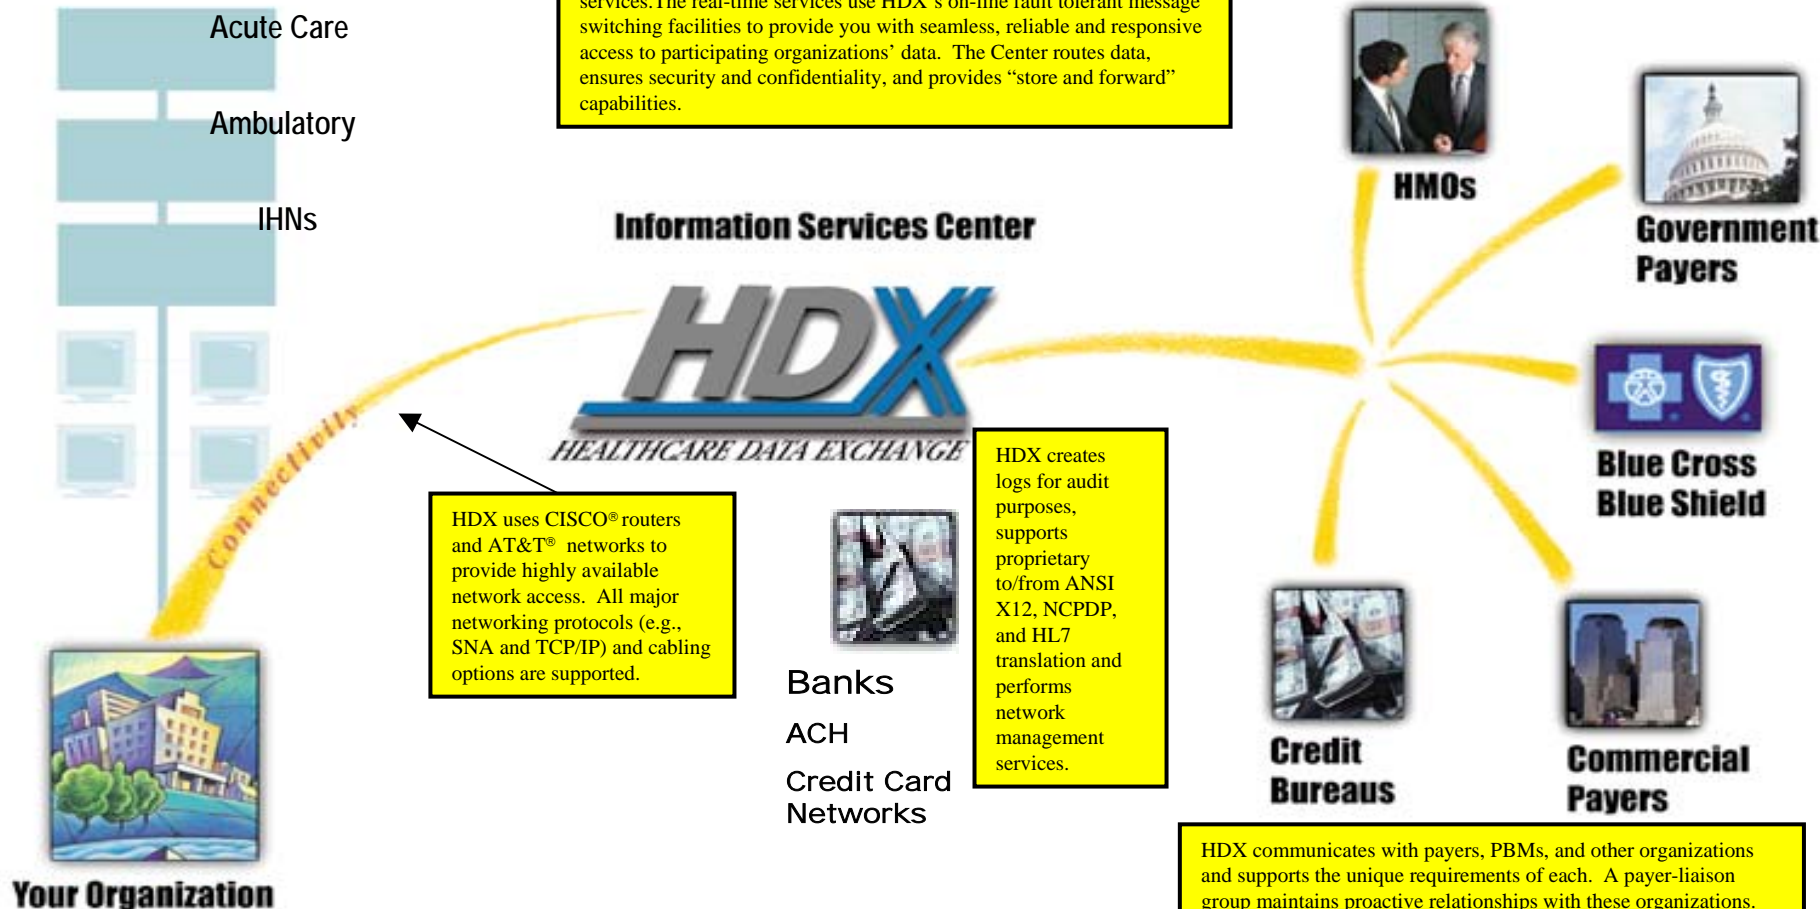 Acute Care
Ambulatory
IHNs
services.The real-time services use HDX's on-line fault tolerant message
switching facilities to provide you with seamless, reliable and responsive
access to participating organizations' data. The Center routes data,
ensures security and confidentiality, and provides “store and forward”
capabilities.
HMOs
Government
Payers
Information Services Center
HDX
HEALTHCARE DATA EXCHANGE
Connectivity
HDX uses CISCO® routers
and AT&T® networks to
provide highly available
network access. All major
networking protocols (e.g.,
SNA and TCP/IP) and cabling
options are supported.
HDX creates
logs for audit
purposes,
supports
proprietary
to/from ANSI
X12, NCPDP,
and HL7
translation and
performs
network
management
services.
Blue Cross
Blue Shield
Banks
ACH
Credit Card
Networks
Credit
Bureaus
Commercial
Payers
Your Organization
HDX communicates with payers, PBMs, and other organizations
and supports the unique requirements of each. A payer-liaison
group maintains proactive relationships with these organizations.